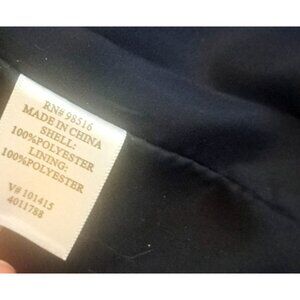 RN# 98516
MADE IN CHINA
SHELL:
100%POLYESTER
LINING:
100%POLYESTER
V# 101415
4011788